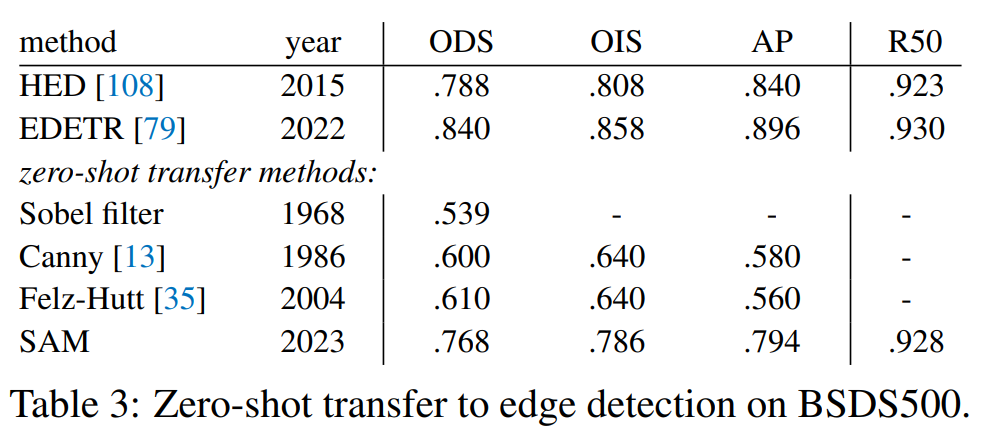 method year ODS OIS AP R50
HED [108] 2015 .788 .808 .840 .923
EDETR [79] 2022 .840 .858 .896 .930
zero-shot transfer methods:
Sobel filter 1968 .539 - - -
Canny [13] 1986 .600 .640 .580 -
Felz-Hutt [35] 2004 .610 .640 .560 -
SAM 2023 .768 .786 .794 .928
Table 3: Zero-shot transfer to edge detection on BSDS500.